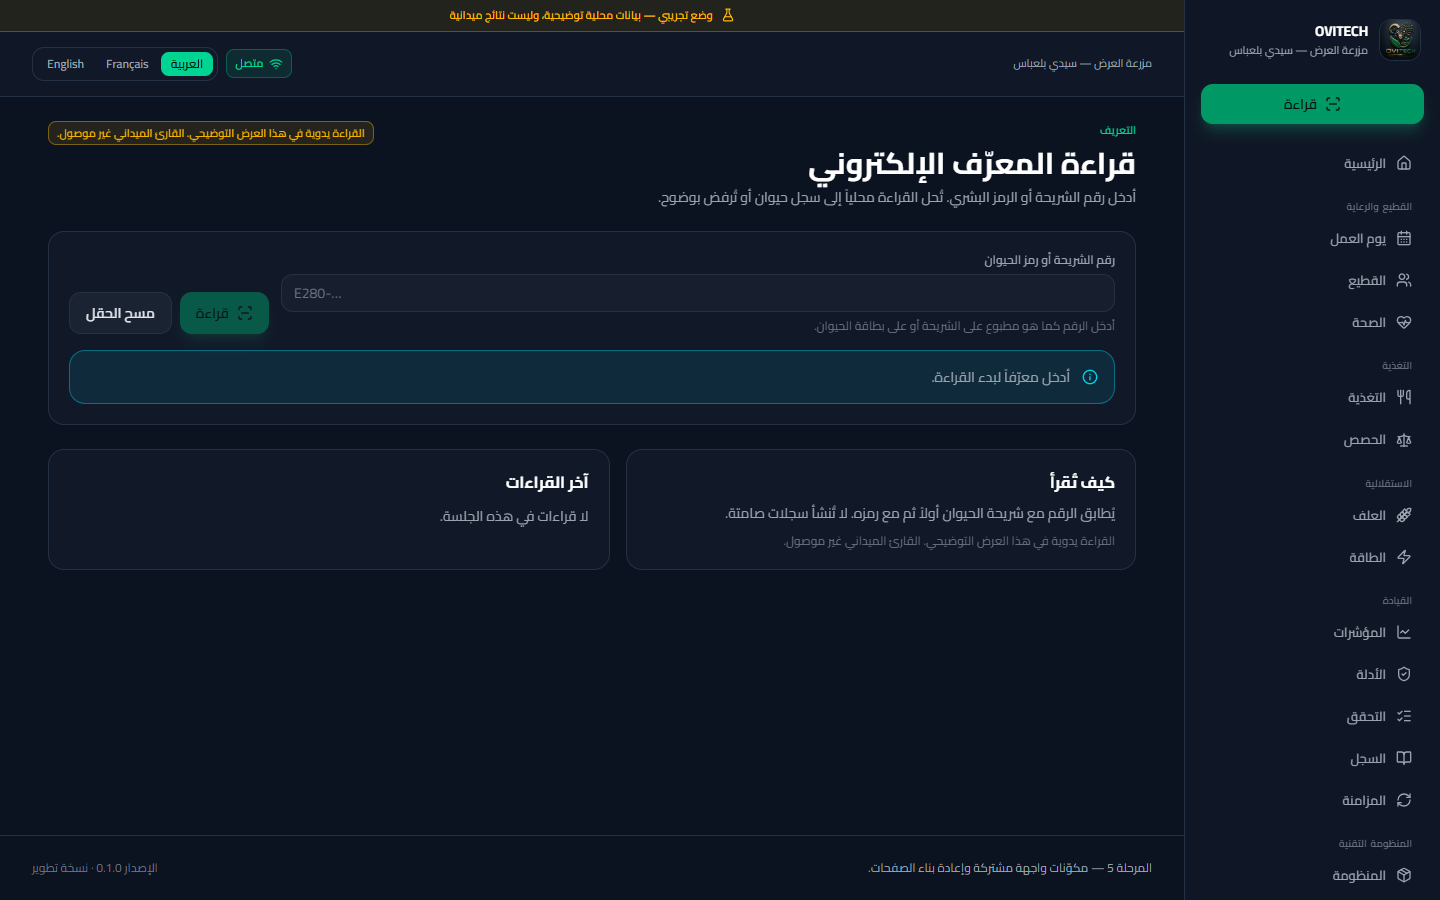 وضع تجريبي — بيانات محلية توضيحية، وليست نتائج ميدانية
OVITECH
مزرعة العرض — سيدي بلعباس
قراءة
الرئيسية
القطيع والرعاية
يوم العمل
القطيع
الصحة
التغذية
التغذية
الحصص
الاستقلالية
العلف
الطاقة
القيادة
المؤشرات
الأدلة
التحقق
السجل
المزامنة
المنظومة التقنية
المنظومة
مزرعة العرض — سيدي بلعباس
متصل
العربية
Français
English
التعريف
القراءة يدوية في هذا العرض التوضيحي. القارئ الميداني غير موصول.
قراءة المعرّف الإلكتروني
أدخل رقم الشريحة أو الرمز البشري. تُحل القراءة محلياً إلى سجل حيوان أو تُرفض بوضوح.
رقم الشريحة أو رمز الحيوان
E280-...
قراءة
مسح الحقل
أدخل الرقم كما هو مطبوع على الشريحة أو على بطاقة الحيوان.
أدخل معرّفاً لبدء القراءة.
كيف تُقرأ
يُطابق الرقم مع شريحة الحيوان أولاً ثم مع رمزه. لا تُنشأ سجلات صامتة.
القراءة يدوية في هذا العرض التوضيحي. القارئ الميداني غير موصول.
آخر القراءات
لا قراءات في هذه الجلسة.
المرحلة 5 — مكوّنات واجهة مشتركة وإعادة بناء الصفحات.
الإصدار 0.1.0 · نسخة تطوير